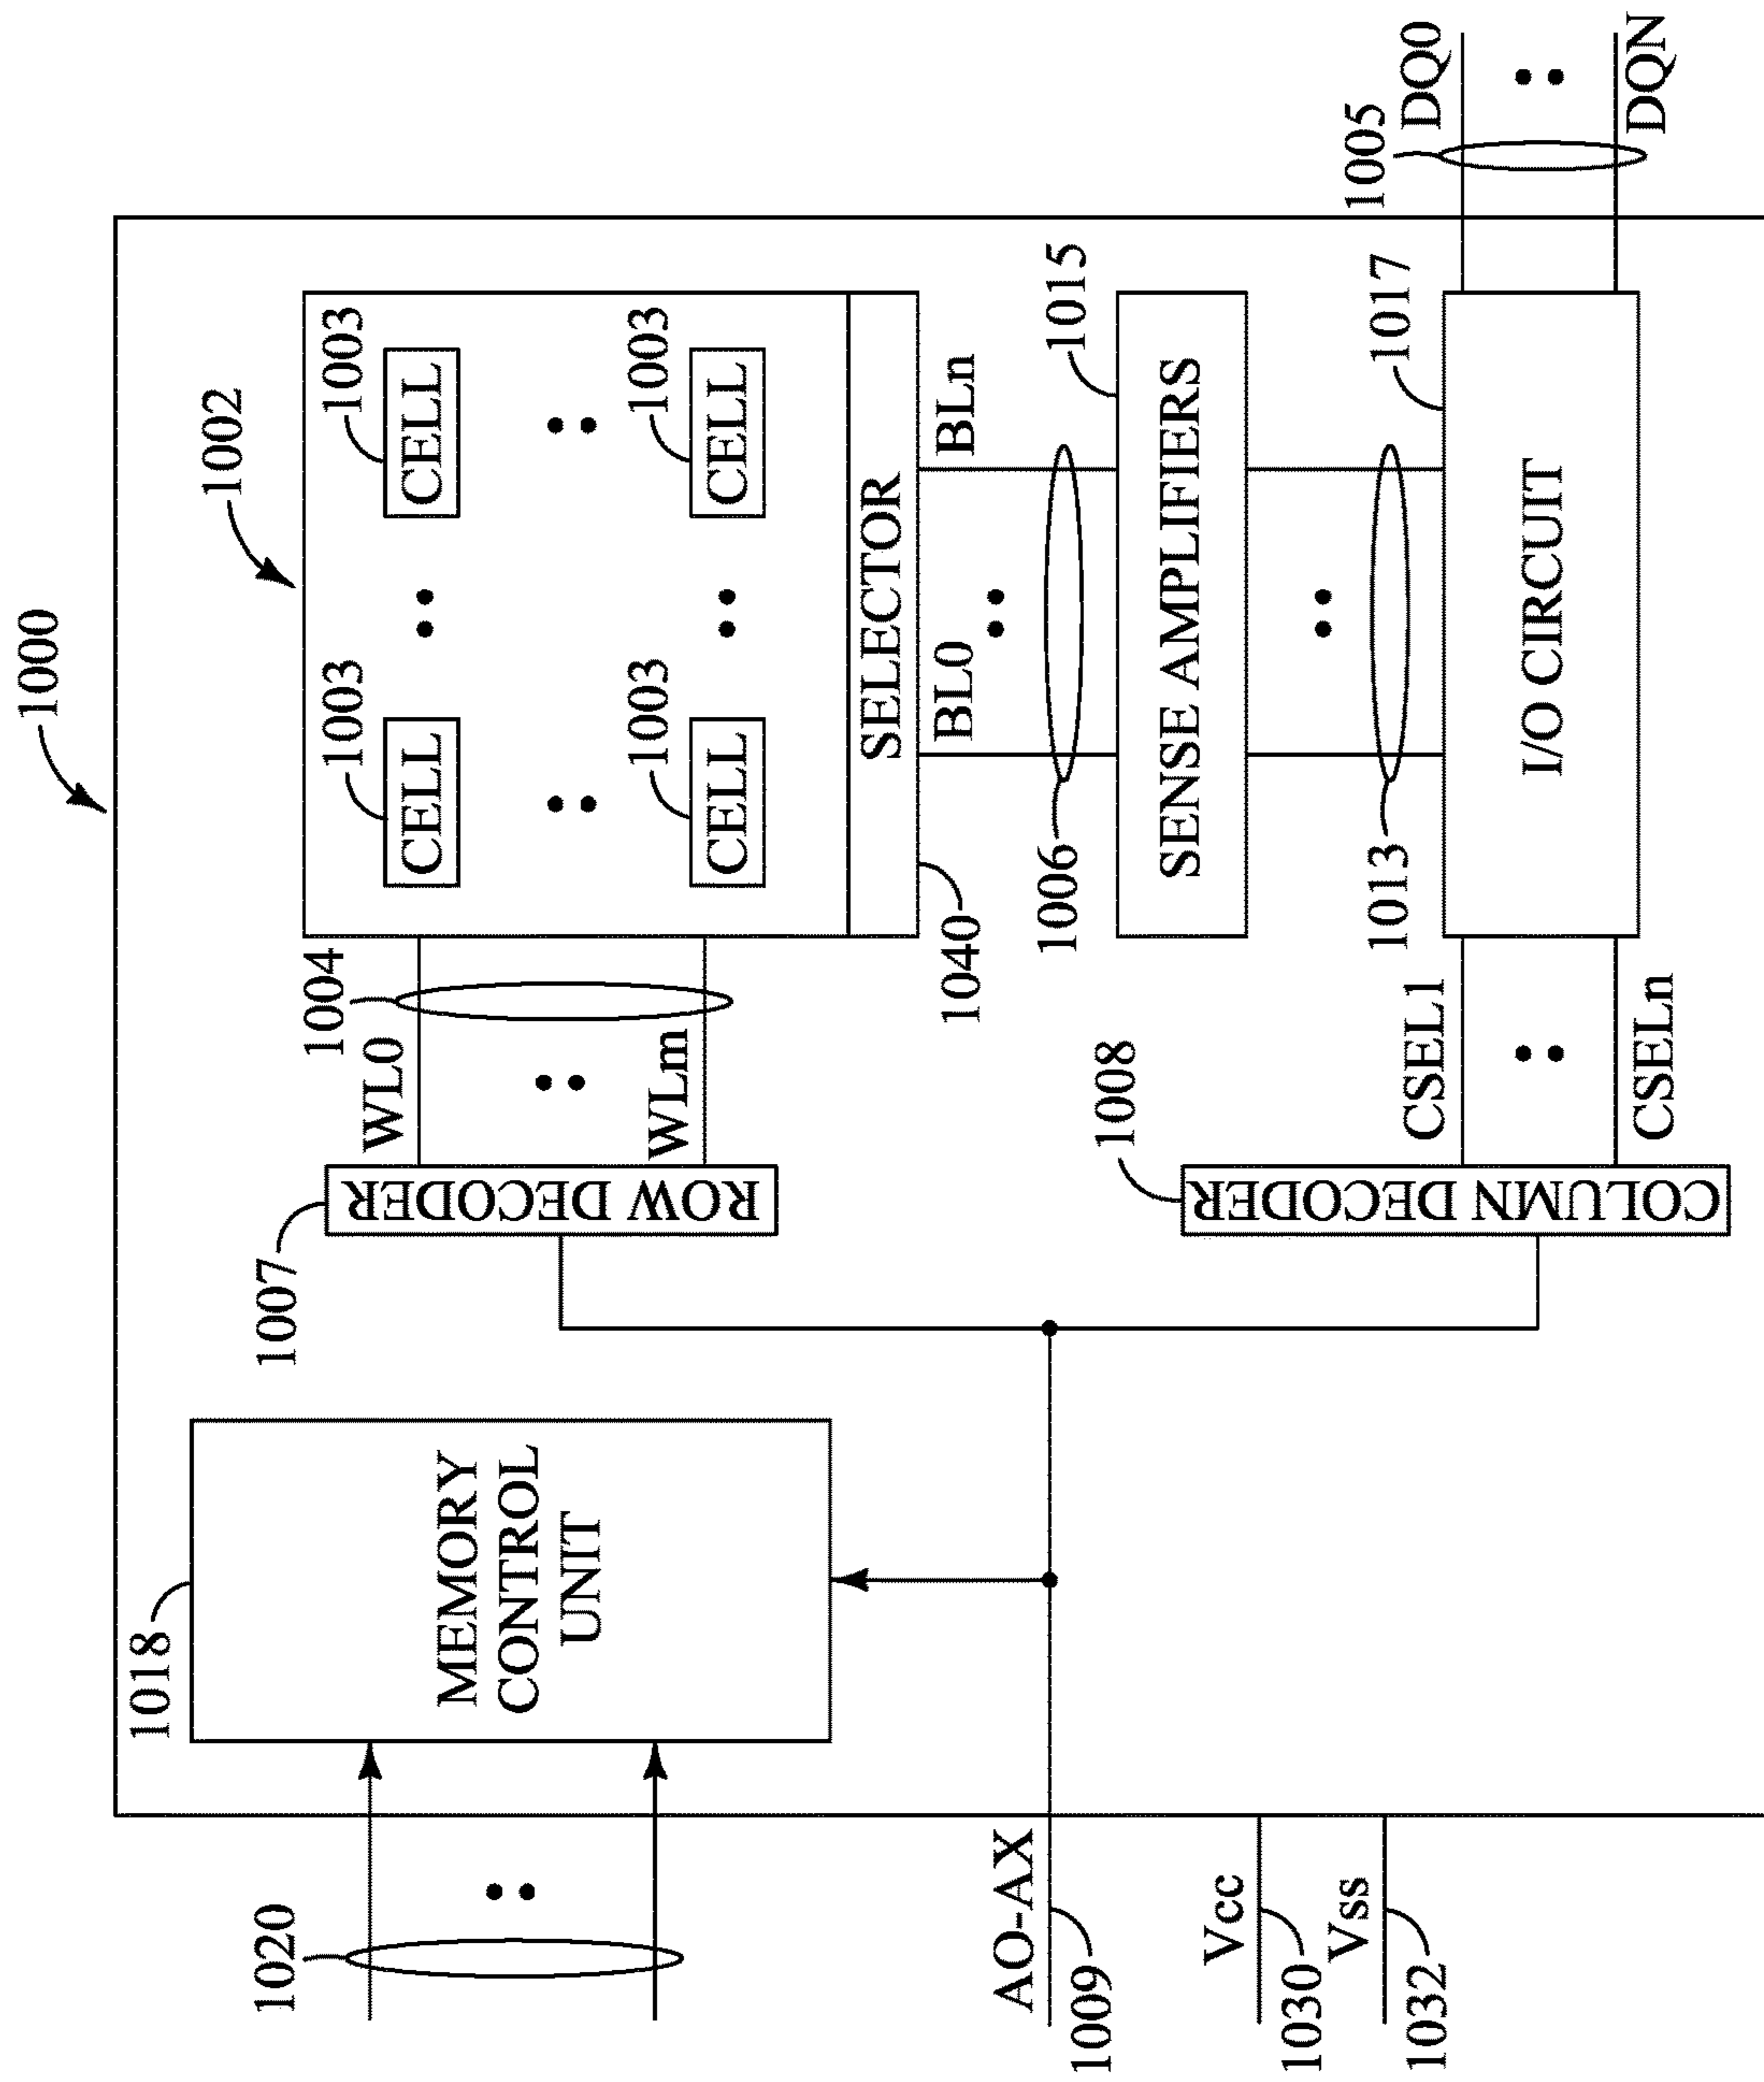 1000
1002
1003
1003
CELL
CELL
1003
1003
CELL
CELL
SELECTOR
1040
1004
WL0
WLm
1007
ROW DECODER
1018
MEMORY
CONTROL
UNIT
1020
BL0
BLn
1006
1015
SENSE AMPLIFIERS
1013
1017
I/O CIRCUIT
1008
COLUMN DECODER
CSEL1
CSELn
1005
DQ0
DQN
AO-AX
1009
Vcc
1030
Vss
1032